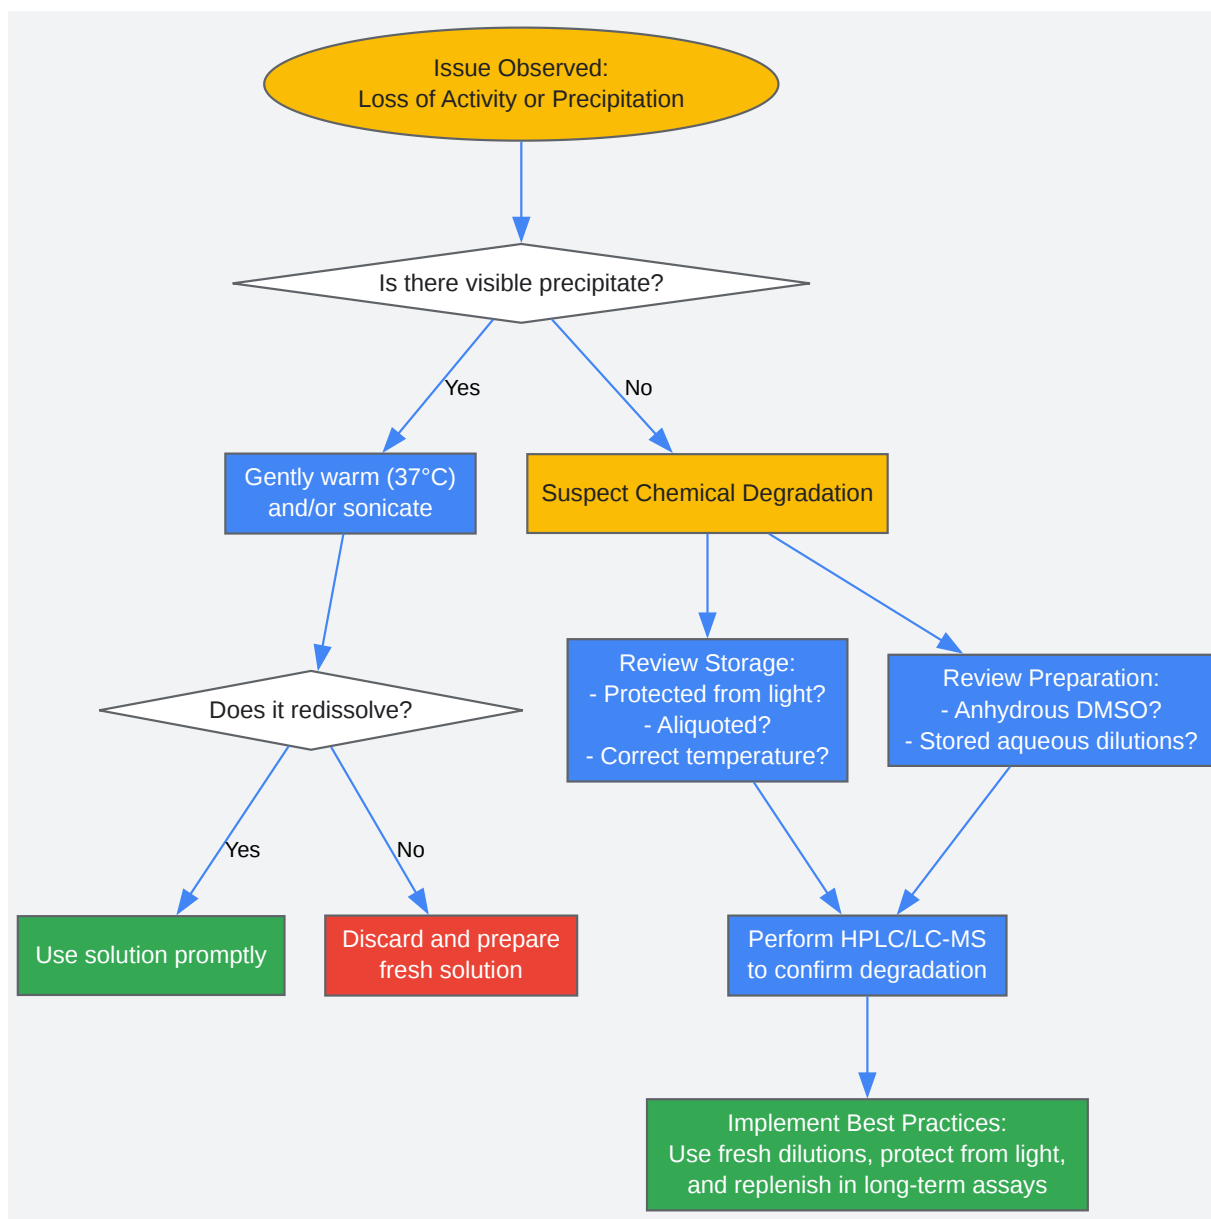 Issue Observed:
Loss of Activity or Precipitation
Is there visible precipitate?
Yes
No
Gently warm (37°C)
and/or sonicate
Suspect Chemical Degradation
Review Storage:
- Protected from light?
- Aliquoted?
- Correct temperature?
Review Preparation:
- Anhydrous DMSO?
- Stored aqueous dilutions?
Does it redissolve?
Yes
No
Use solution promptly
Discard and prepare
fresh solution
Perform HPLC/LC-MS
to confirm degradation
Implement Best Practices:
Use fresh dilutions, protect from light,
and replenish in long-term assays